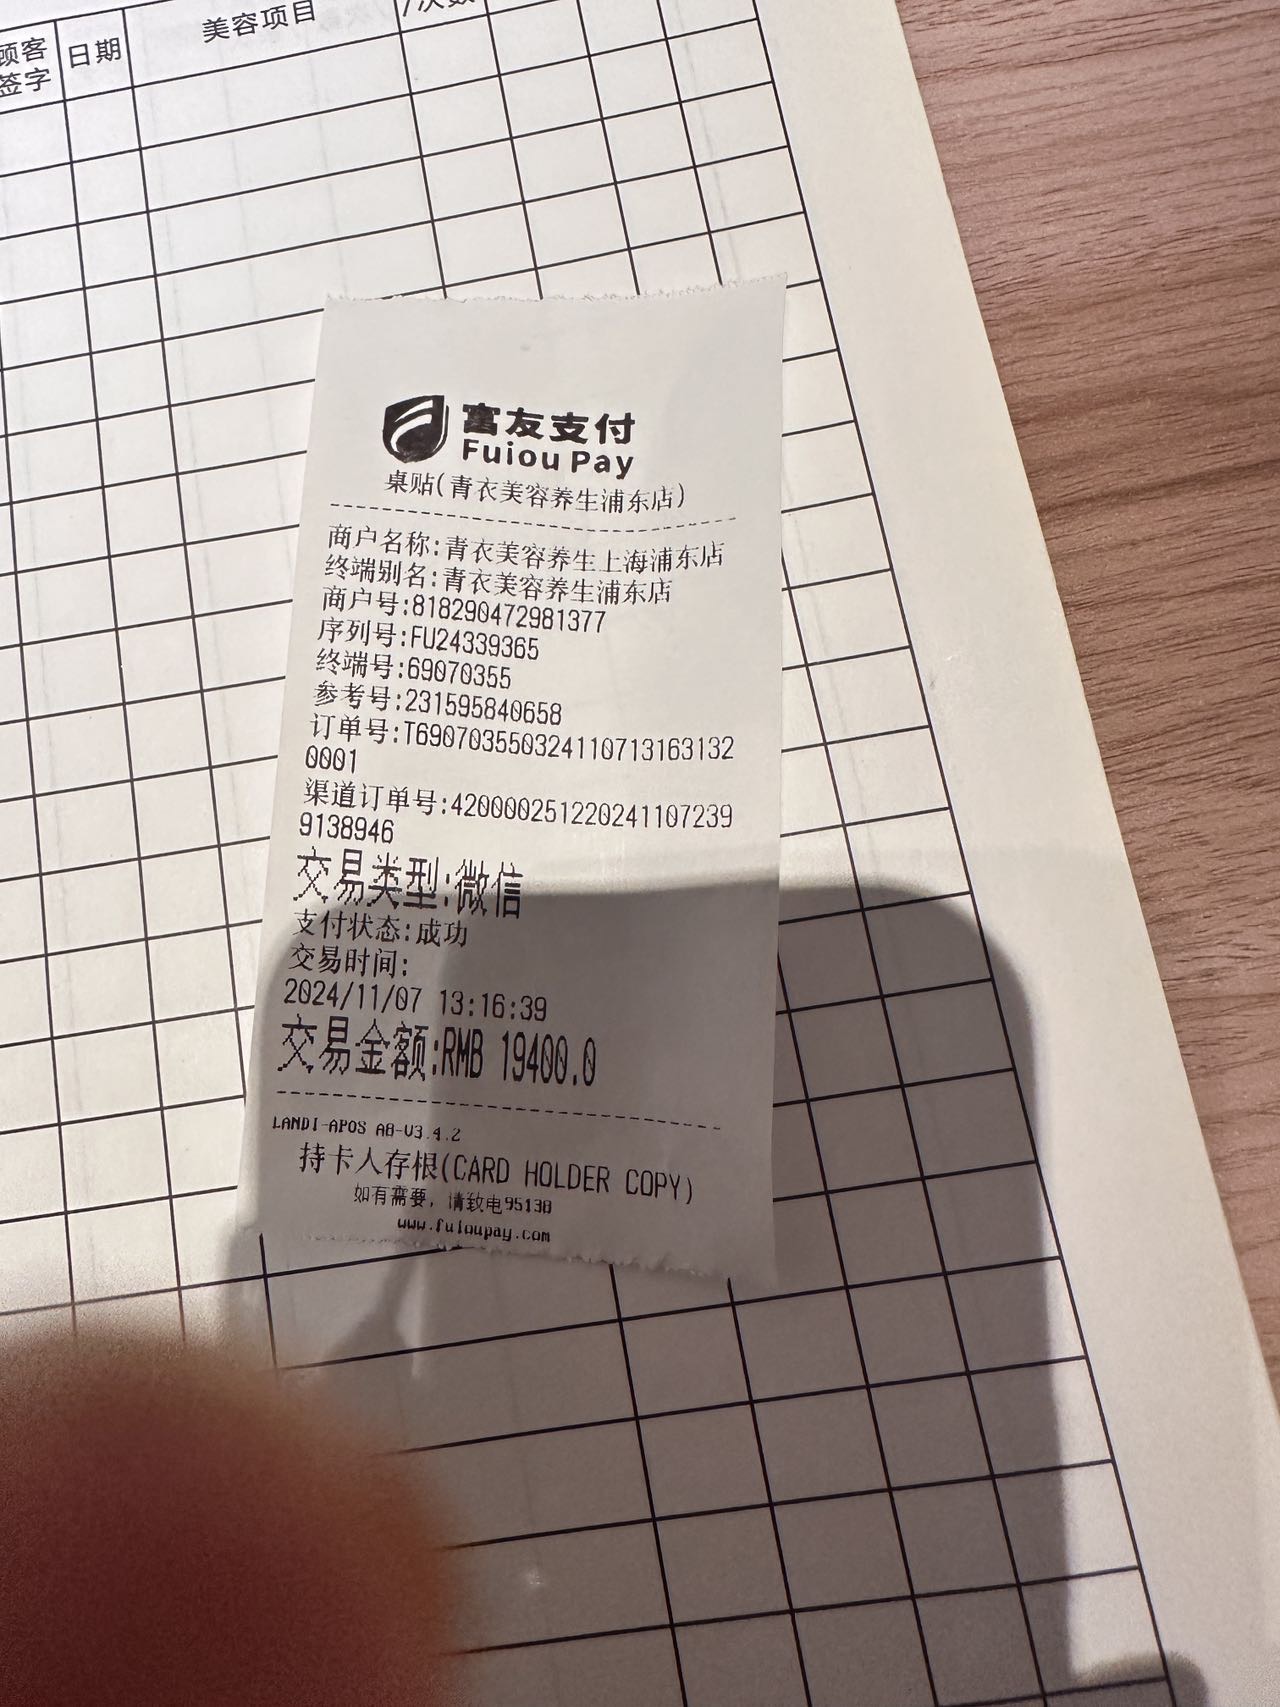 顾客
签字
日期
美容项目
/次数
富友支付
Fuiou Pay
桌贴(青衣美容养生浦东店)
商户名称:青衣美容养生上海浦东店
终端别名:青衣美容养生浦东店
商户号:818290472981377
序列号:FU24339365
终端号:69070355
参考号:231595840658
订单号:T6907035503241107131631320001
渠道订单号:4200002512202411072399138946
交易类型:微信
支付状态:成功
交易时间:
2024/11/07 13:16:39
交易金额:RMB 19400.0
LANDI-APOS A8-V3.4.2
持卡人存根(CARD HOLDER COPY)
如有需要，请致电95138
www.fuioupay.com